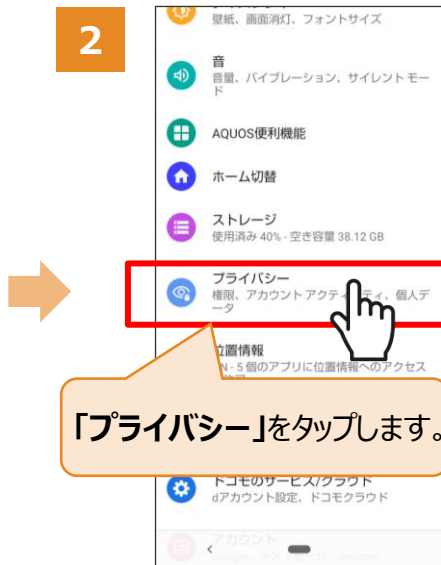 2
壁紙、画面消灯、フォントサイズ
音
音量、バイブレーション、サイレント モー
ド
AQUOS便利機能
ホーム切替
ストレージ
使用済み 40% - 空き容量 38.12 GB
プライバシー
権限、アカウント アクティ ティ、個人デ
ータ
位置情報
N - 5 個のアプリに位置情報へのアクセス
「プライバシー」をタップします。
ドコモのサービス/クラウド
dアカウント設定、ドコモクラウド
アカウント